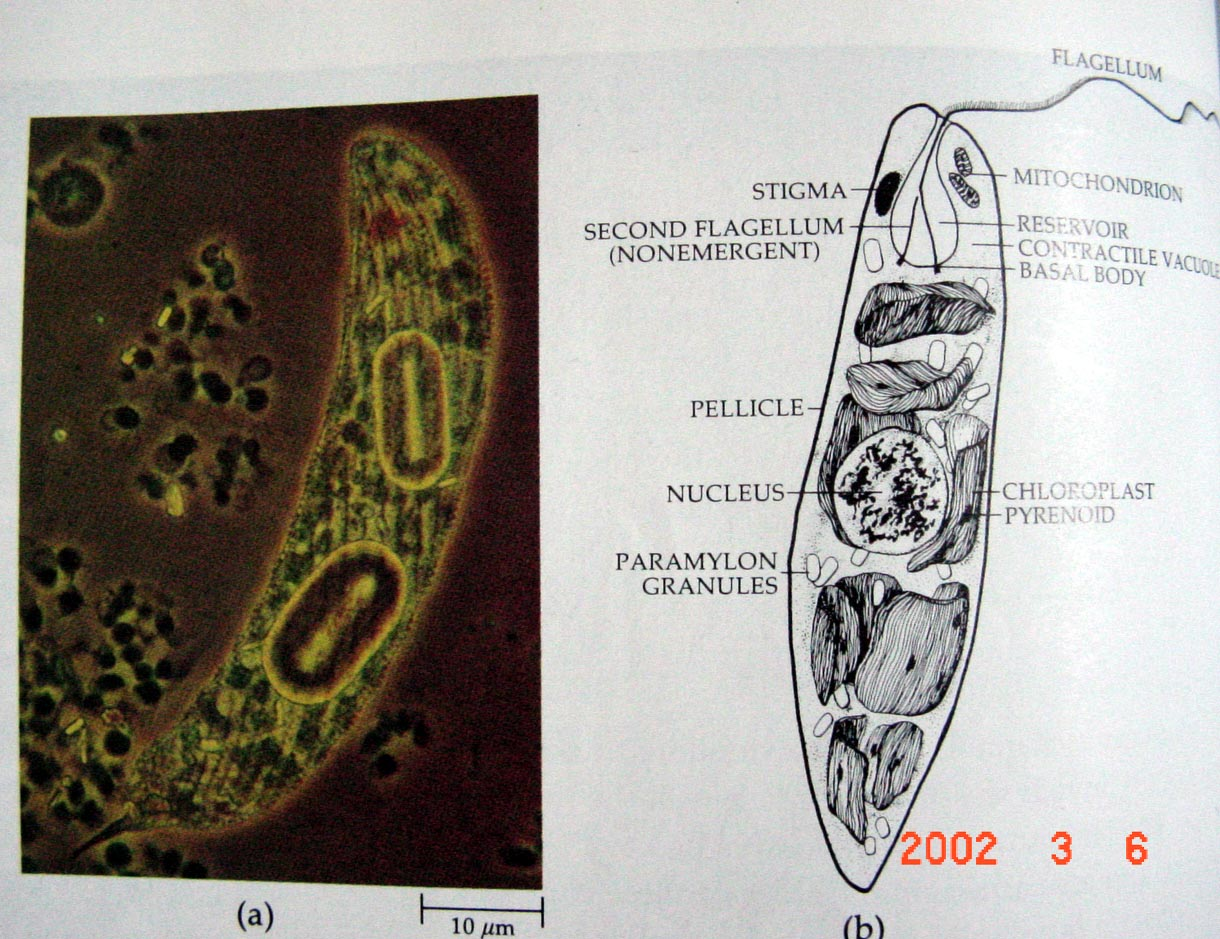 FLAGELLUM
STIGMA
MITOCHONDRION
SECOND FLAGELLUM
(NONEMERGENT)
RESERVOIR
CONTRACTILE VACUOLE
BASAL BODY
PELLICLE
NUCLEUS
CHLOROPLAST
PYRENOID
PARAMYLON
GRANULES
2002 3 6
(a)
10 μm
(b)